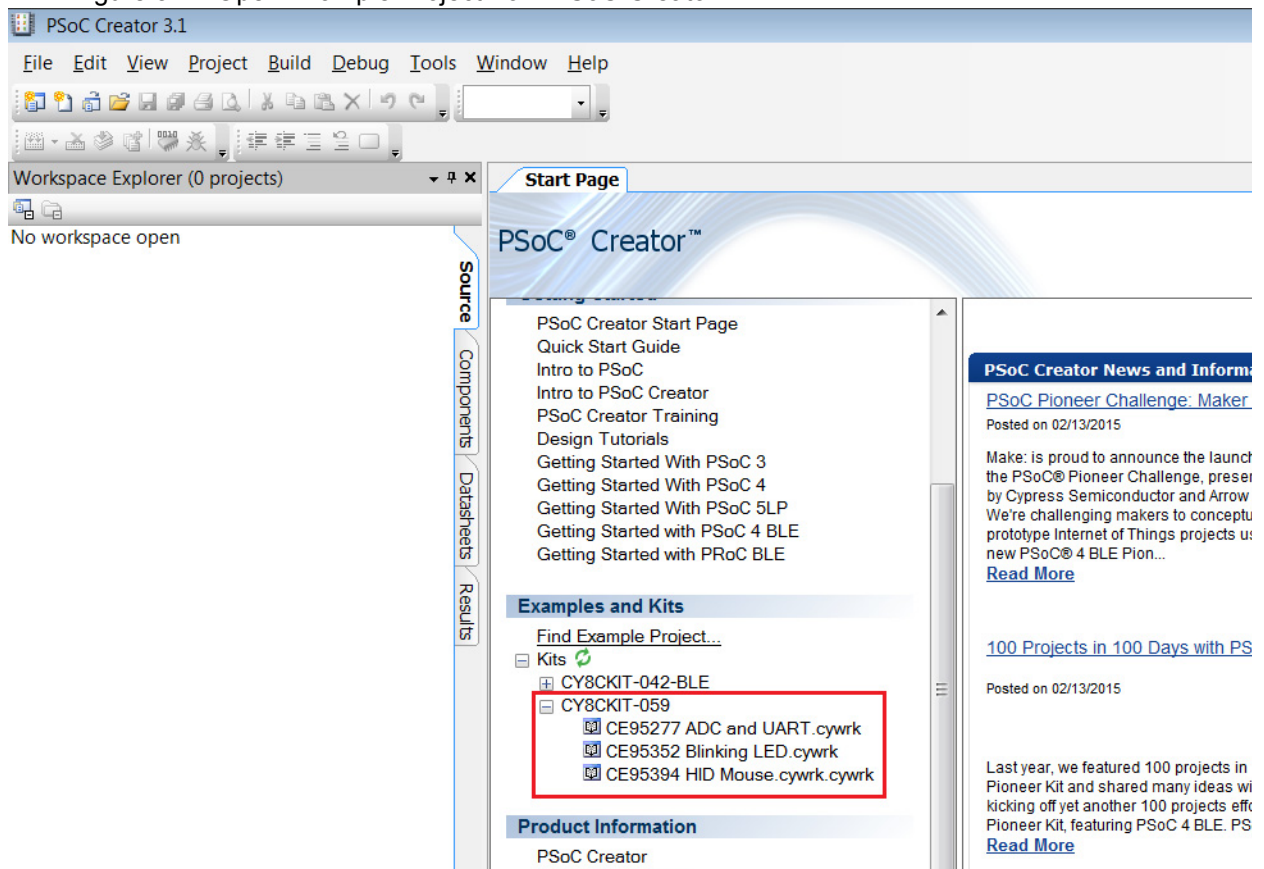 PSoC Creator 3.1
File Edit View Project Build Debug Tools Window Help
Workspace Explorer (0 projects)
No workspace open
Source
Components
Datasheets
Results
Start Page
PSoC® Creator™
PSoC Creator Start Page
Quick Start Guide
Intro to PSoC
Intro to PSoC Creator
PSoC Creator Training
Design Tutorials
Getting Started With PSoC 3
Getting Started With PSoC 4
Getting Started With PSoC 5LP
Getting Started with PSoC 4 BLE
Getting Started with PRoC BLE
Examples and Kits
Find Example Project...
Kits
CY8CKIT-042-BLE
CY8CKIT-059
CE95277 ADC and UART.cywrk
CE95352 Blinking LED.cywrk
CE95394 HID Mouse.cywrk.cywrk
Product Information
PSoC Creator
PSoC Creator News and Informa
PSoC Pioneer Challenge: Maker
Posted on 02/13/2015
Make: is proud to announce the launch
the PSoC® Pioneer Challenge, preser
by Cypress Semiconductor and Arrow
We're challenging makers to conceptu
prototype Internet of Things projects us
new PSoC® 4 BLE Pion...
Read More
100 Projects in 100 Days with PS
Posted on 02/13/2015
Last year, we featured 100 projects in
Pioneer Kit and shared many ideas wi
kicking off yet another 100 projects effo
Pioneer Kit, featuring PSoC 4 BLE. PS
Read More